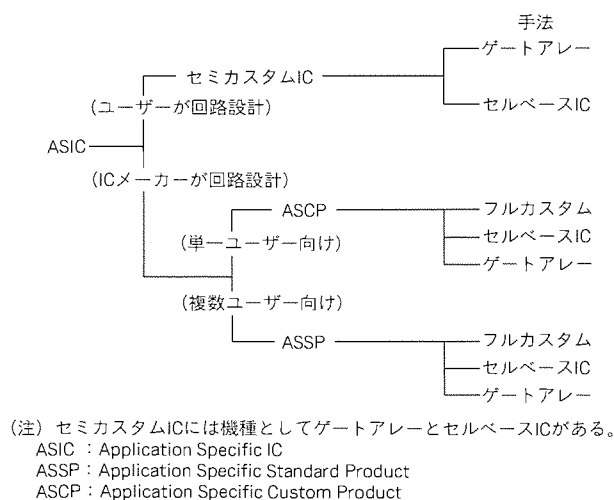 手法
ゲートアレー
セミカスタムIC
(ユーザーが回路設計)
セルベースIC
ASIC
(ICメーカーが回路設計)
ASCP
フルカスタム
(単一ユーザー向け)
セルベースIC
ゲートアレー
(複数ユーザー向け)
ASSP
フルカスタム
セルベースIC
ゲートアレー
(注) セミカスタムICには機種としてゲートアレーとセルベースICがある。
ASIC : Application Specific IC
ASSP : Application Specific Standard Product
ASCP : Application Specific Custom Product